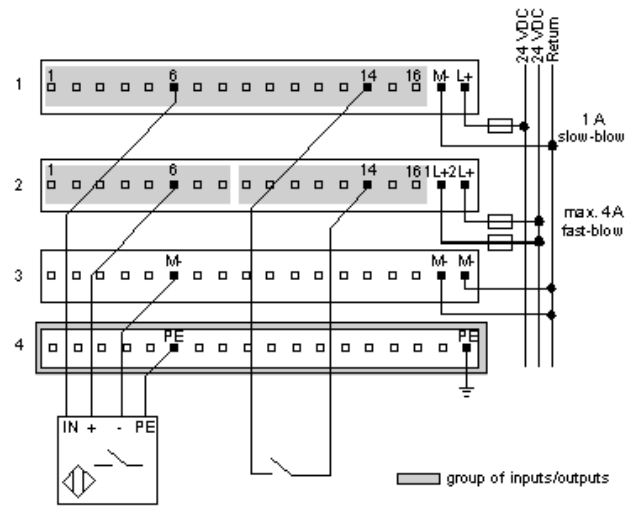 24 VDC
24 VDC
Return
1 6 14 16 M- L+
1
1 A
slow-blow
1 6 14 16 1L+ 2L+
2
max. 4A
fast-blow
M- M- M-
3
PE PE
4
IN + - PE
group of inputs/outputs